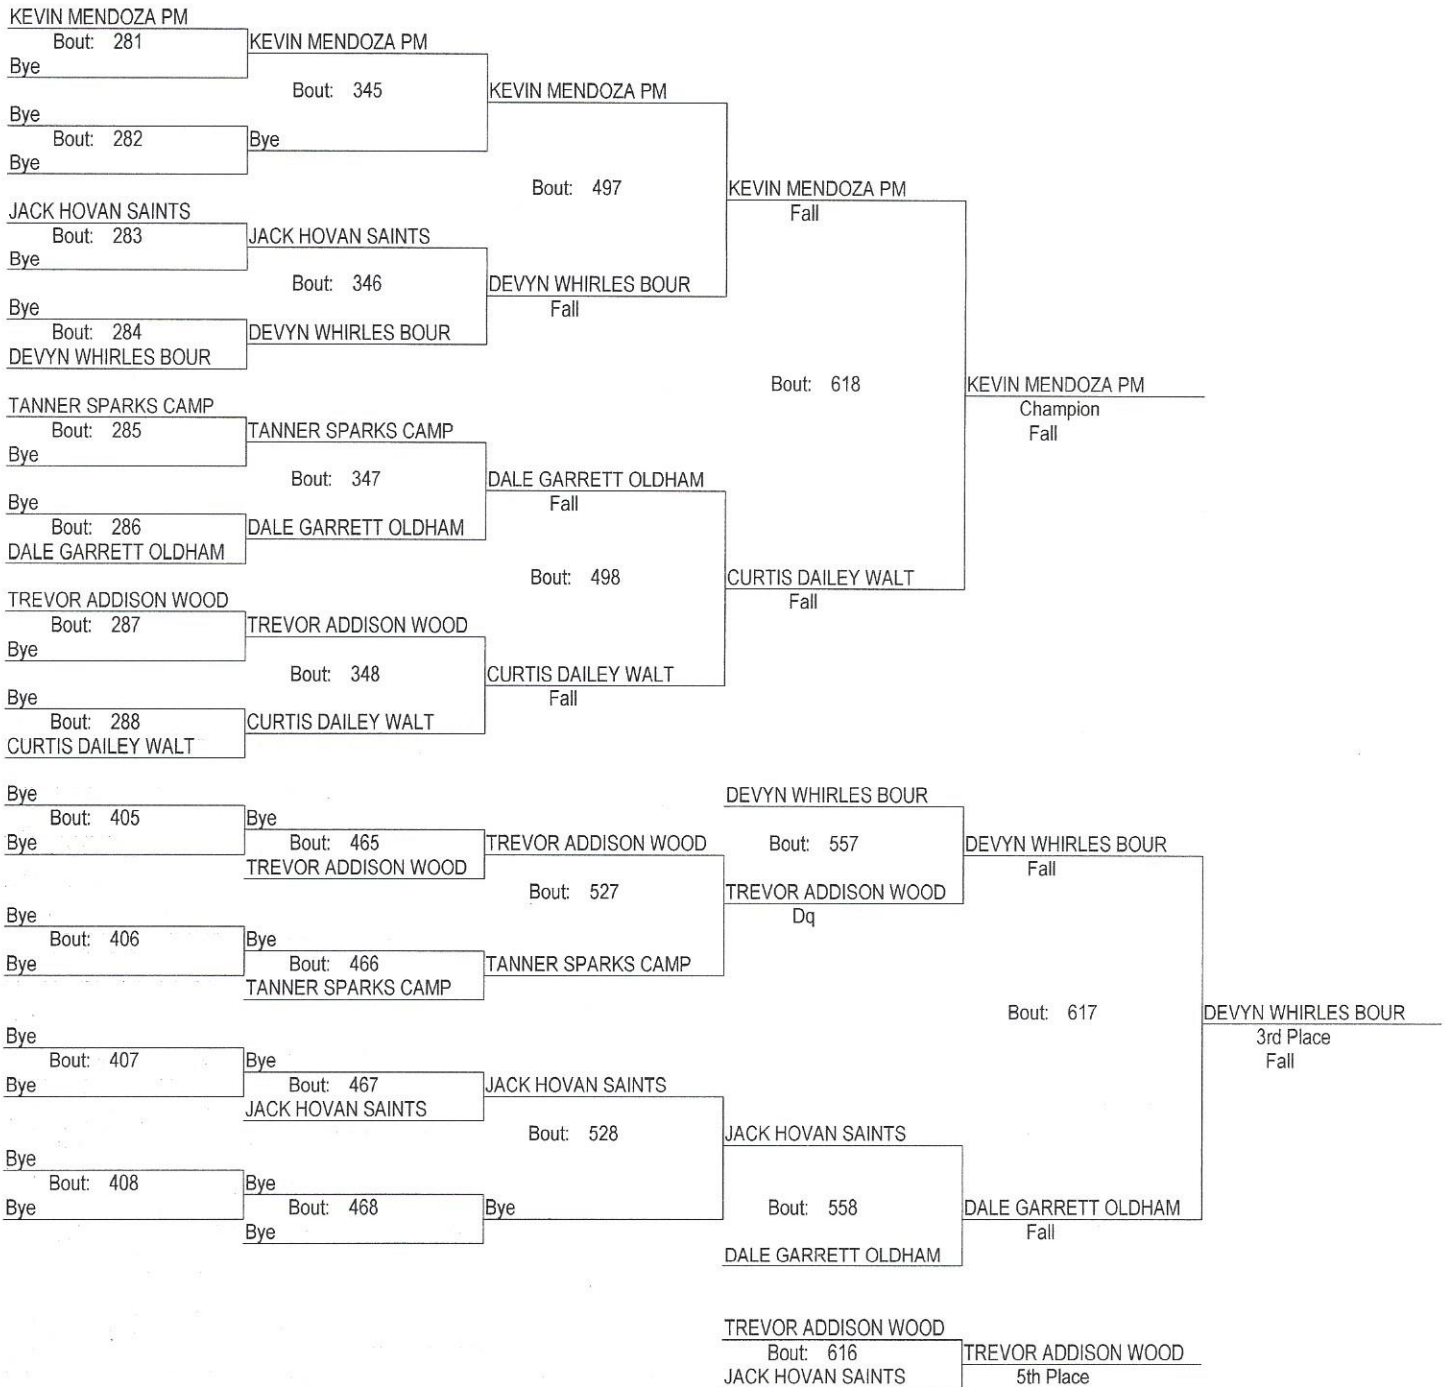 KEVIN MENDOZA PM
Bout: 281
Bye
KEVIN MENDOZA PM
Bout: 345
KEVIN MENDOZA PM
Bye
Bout: 282
Bye
Bye
Bout: 497
KEVIN MENDOZA PM
Fall
JACK HOVAN SAINTS
Bout: 283
Bye
JACK HOVAN SAINTS
Bout: 346
DEVYN WHIRLES BOUR
Fall
Bye
Bout: 284
DEVYN WHIRLES BOUR
DEVYN WHIRLES BOUR
Bout: 618
KEVIN MENDOZA PM
Champion
Fall
TANNER SPARKS CAMP
Bout: 285
Bye
TANNER SPARKS CAMP
Bout: 347
DALE GARRETT OLDHAM
Fall
Bye
Bout: 286
DALE GARRETT OLDHAM
DALE GARRETT OLDHAM
Bout: 498
CURTIS DAILEY WALT
Fall
TREVOR ADDISON WOOD
Bout: 287
Bye
TREVOR ADDISON WOOD
Bout: 348
CURTIS DAILEY WALT
Fall
Bye
Bout: 288
CURTIS DAILEY WALT
CURTIS DAILEY WALT
Bye
Bout: 405
Bye
Bye
Bout: 465
TREVOR ADDISON WOOD
TREVOR ADDISON WOOD
DEVYN WHIRLES BOUR
Bout: 557
DEVYN WHIRLES BOUR
Fall
Bout: 527
TREVOR ADDISON WOOD
Dq
Bye
Bout: 406
Bye
Bye
Bout: 466
TANNER SPARKS CAMP
TANNER SPARKS CAMP
Bout: 617
DEVYN WHIRLES BOUR
3rd Place
Fall
Bye
Bout: 407
Bye
Bye
Bout: 467
JACK HOVAN SAINTS
JACK HOVAN SAINTS
Bout: 528
JACK HOVAN SAINTS
Bye
Bout: 408
Bye
Bye
Bout: 468
Bye
Bye
Bout: 558
DALE GARRETT OLDHAM
DALE GARRETT OLDHAM
Fall
TREVOR ADDISON WOOD
Bout: 616
JACK HOVAN SAINTS
TREVOR ADDISON WOOD
5th Place